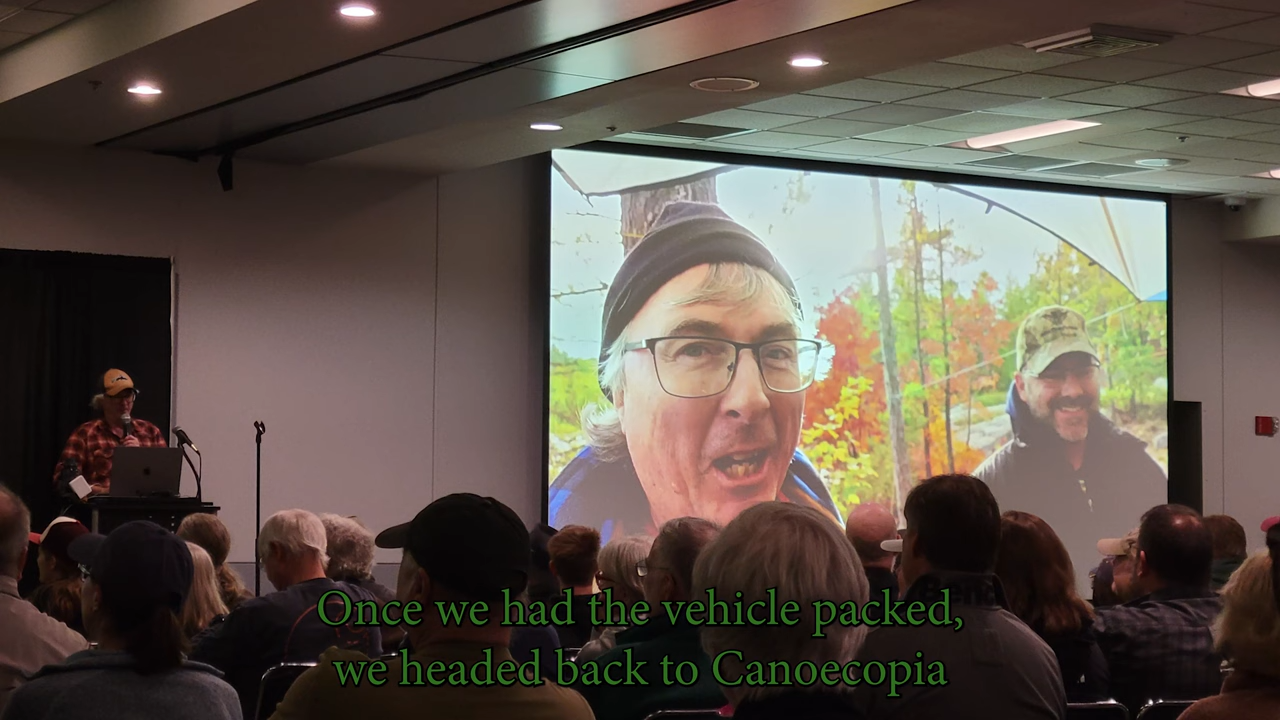 Once we had the vehicle packed,
we headed back to Canoecopia